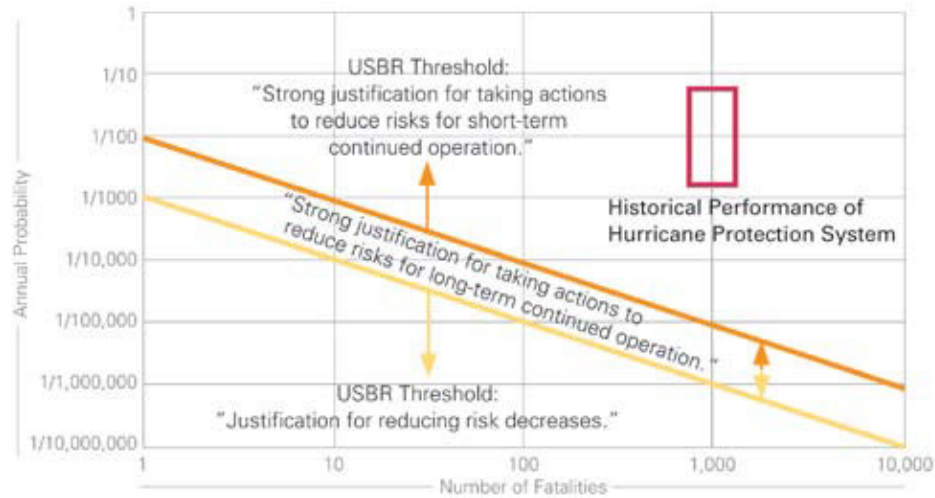 1
1/10
1/100
1/1000
1/10,000
1/100,000
1/1,000,000
1/10,000,000
Annual Probability
USBR Threshold:
"Strong justification for taking actions
to reduce risks for short-term
continued operation."
Historical Performance of
Hurricane Protection System
"Strong justification for taking actions to
reduce risks for long-term continued operation."
USBR Threshold:
"Justification for reducing risk decreases."
1
10
100
1,000
10,000
Number of Fatalities